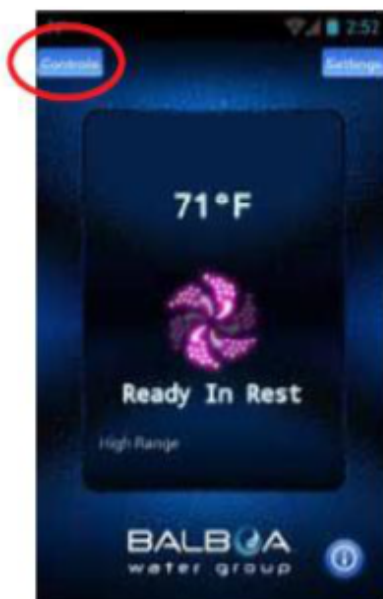 2:52
Controls
Settings
71°F
Ready In Rest
High Range
BALBOA
water group